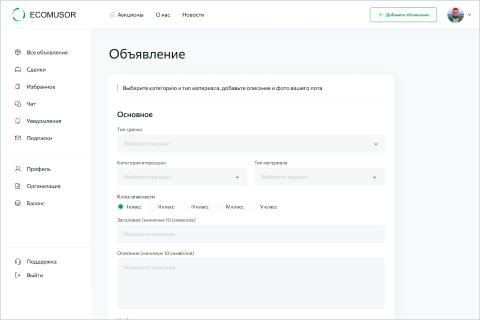 ECOMUSOR
Аукционы
О нас
Новости
Добавить объявление
Все объявления
Сделки
Избранное
Чат
Уведомления
Подписки
Профиль
Организация
Баланс
Поддержка
Выйти
Объявление
Выберите категорию и тип материала, добавьте описание и фото вашего лота
Основное
Тип сделки
Выберите вариант
Категория вторсырья
Тип материала
Выберите вариант
Выберите вариант
Класс опасности
I класс
II класс
III класс
IV класс
V класс
Заголовок (минимум 10 символов)
Напишите название
Описание (минимум 10 символов)
Напишите описание